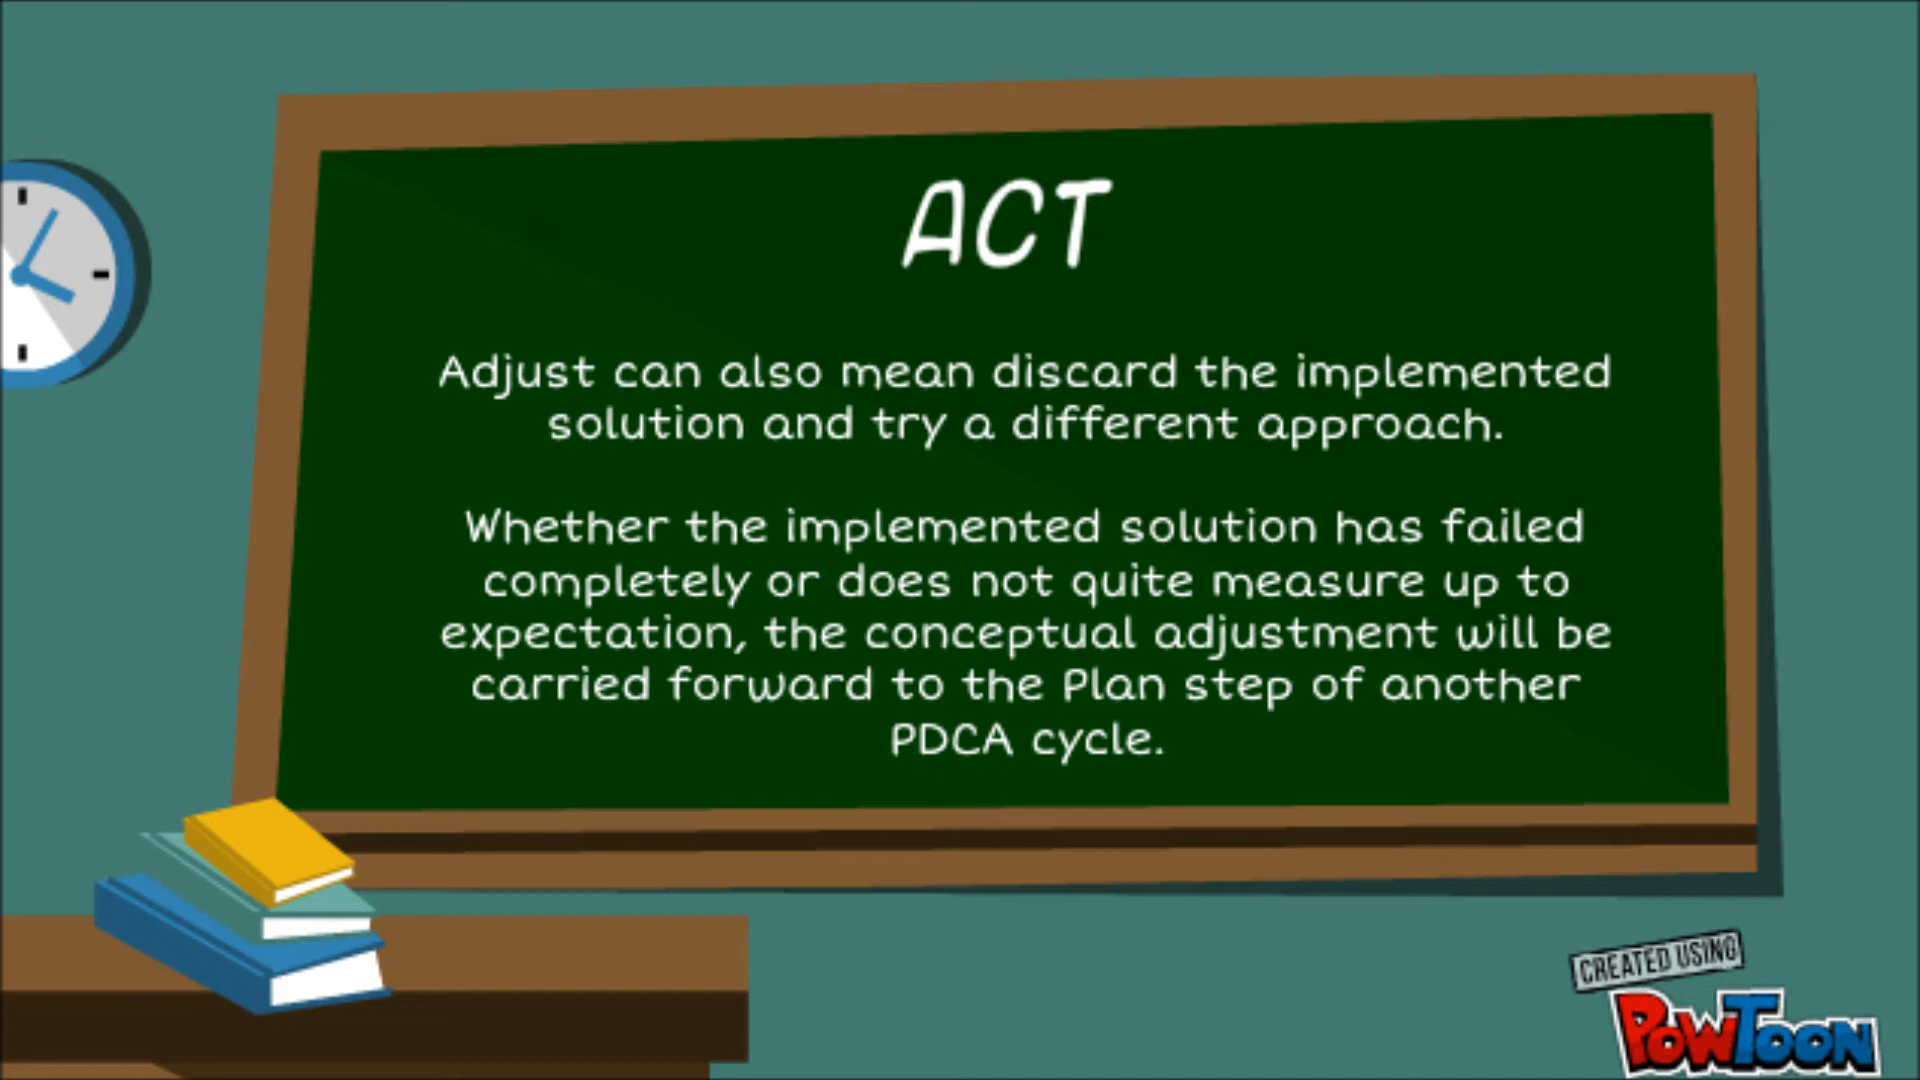 ACT
Adjust can also mean discard the implemented
solution and try a different approach.
Whether the implemented solution has failed
completely or does not quite measure up to
expectation, the conceptual adjustment will be
carried forward to the Plan step of another
PDCA cycle.
CREATED USING
POWTOON